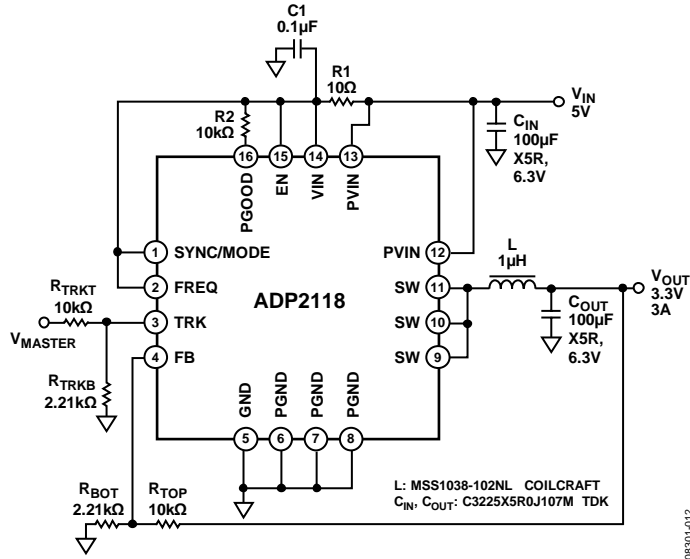 C1
0.1µF
R1
10Ω
R2
10kΩ
VIN
5V
CIN
100µF
X5R,
6.3V
16
15
14
13
PGOOD
EN
VIN
PVIN
1
SYNC/MODE
2
FREQ
3
TRK
4
FB
ADP2118
PVIN
12
SW
11
SW
10
SW
9
L
1µH
VOUT
3.3V
3A
COUT
100µF
X5R,
6.3V
RTRKT
10kΩ
VMASTER
RTRKB
2.21kΩ
GND
PGND
PGND
PGND
5
6
7
8
L: MSS1038-102NL COILCRAFT
CIN, COUT: C3225X5R0J107M TDK
RBOT
2.21kΩ
RTOP
10kΩ
08301-012